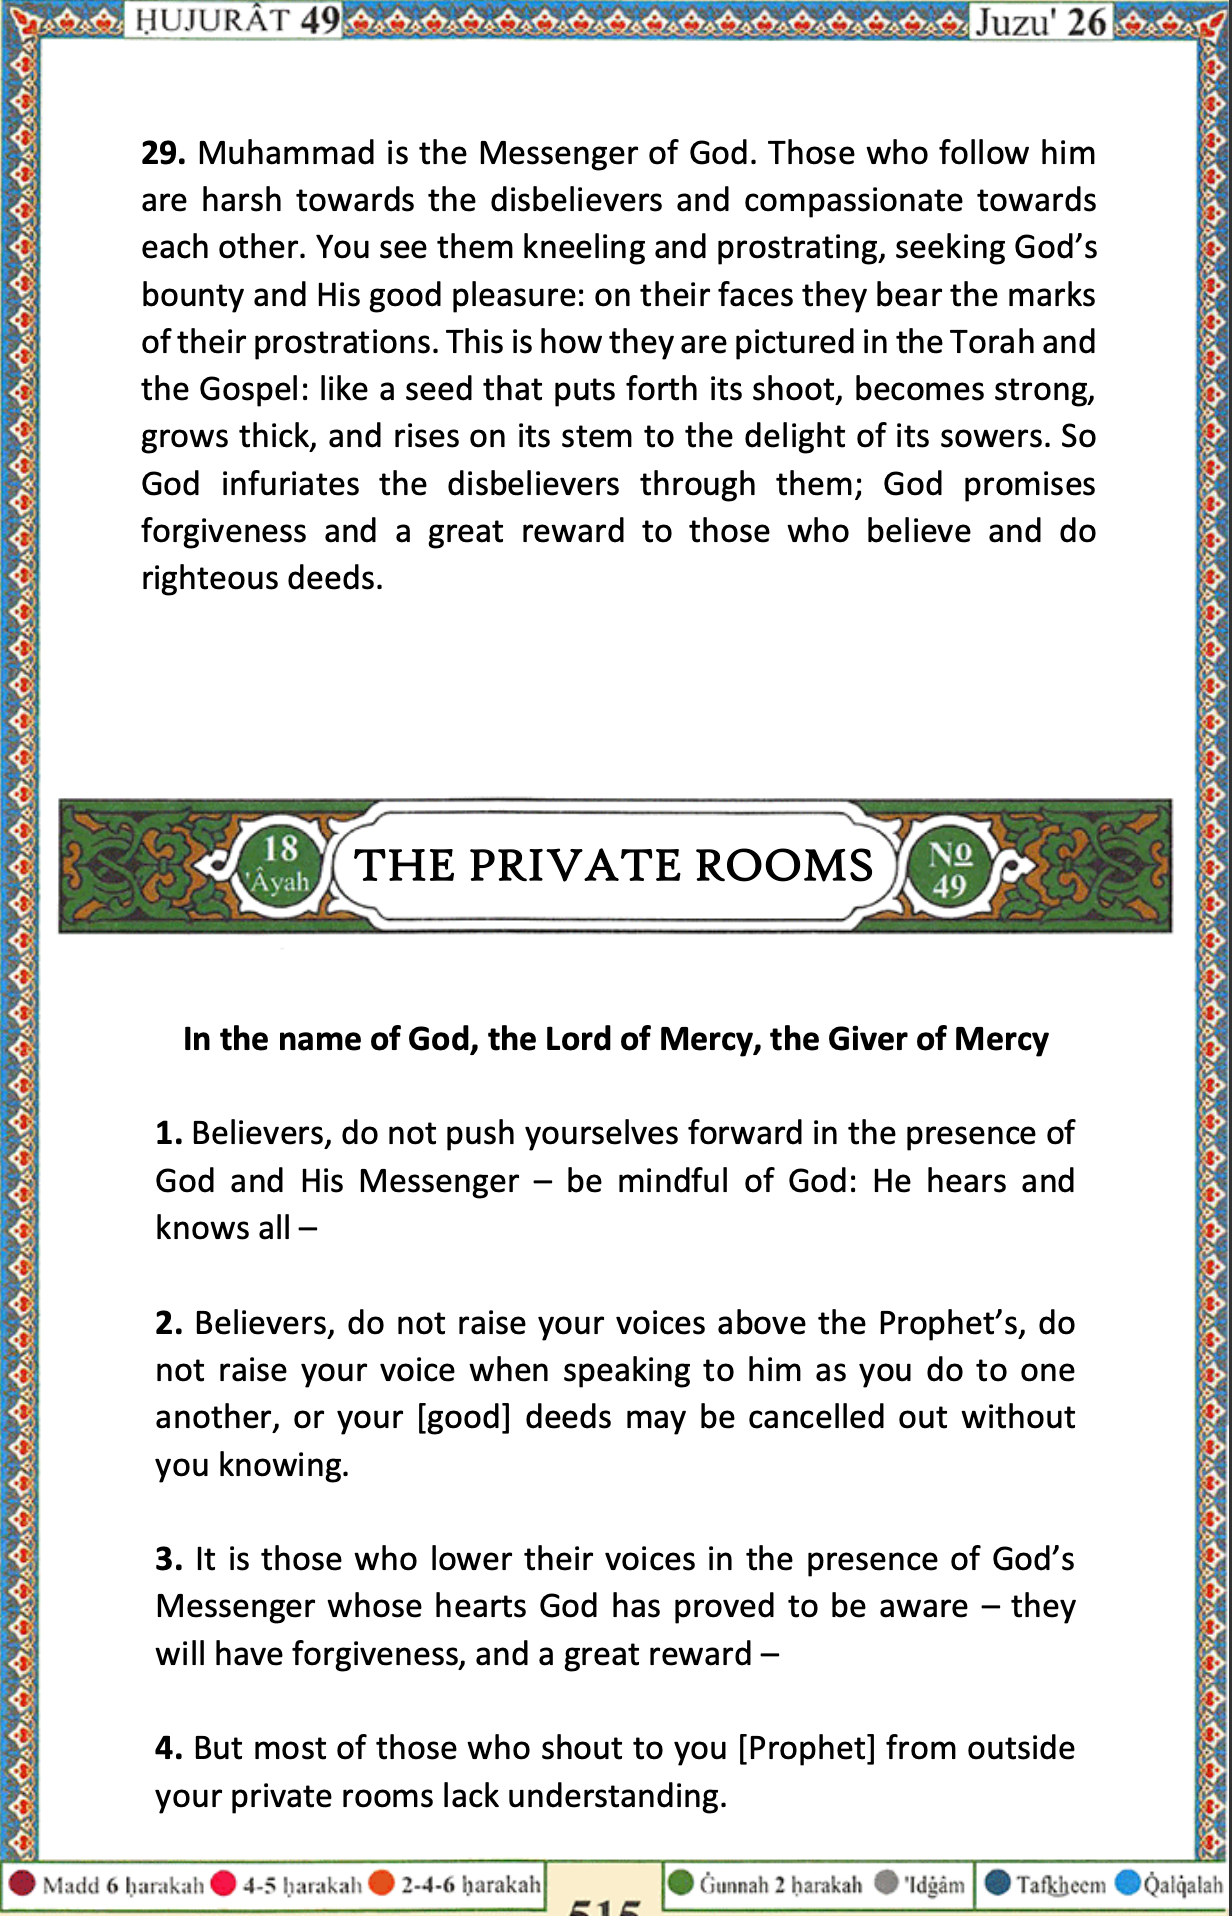 ḤUJURÂT 49 Juzu' 26
29. Muhammad is the Messenger of God. Those who follow him
are harsh towards the disbelievers and compassionate towards
each other. You see them kneeling and prostrating, seeking God’s
bounty and His good pleasure: on their faces they bear the marks
of their prostrations. This is how they are pictured in the Torah and
the Gospel: like a seed that puts forth its shoot, becomes strong,
grows thick, and rises on its stem to the delight of its sowers. So
God infuriates the disbelievers through them; God promises
forgiveness and a great reward to those who believe and do
righteous deeds.
18
'Âyah
THE PRIVATE ROOMS
No
49
In the name of God, the Lord of Mercy, the Giver of Mercy
1. Believers, do not push yourselves forward in the presence of
God and His Messenger – be mindful of God: He hears and
knows all –
2. Believers, do not raise your voices above the Prophet’s, do
not raise your voice when speaking to him as you do to one
another, or your [good] deeds may be cancelled out without
you knowing.
3. It is those who lower their voices in the presence of God’s
Messenger whose hearts God has proved to be aware – they
will have forgiveness, and a great reward –
4. But most of those who shout to you [Prophet] from outside
your private rooms lack understanding.
Madd 6 ḥarakah 4-5 ḥarakah 2-4-6 ḥarakah Ġunnah 2 ḥarakah 'Idġâm Tafkheem Q̇alq̇alah
515